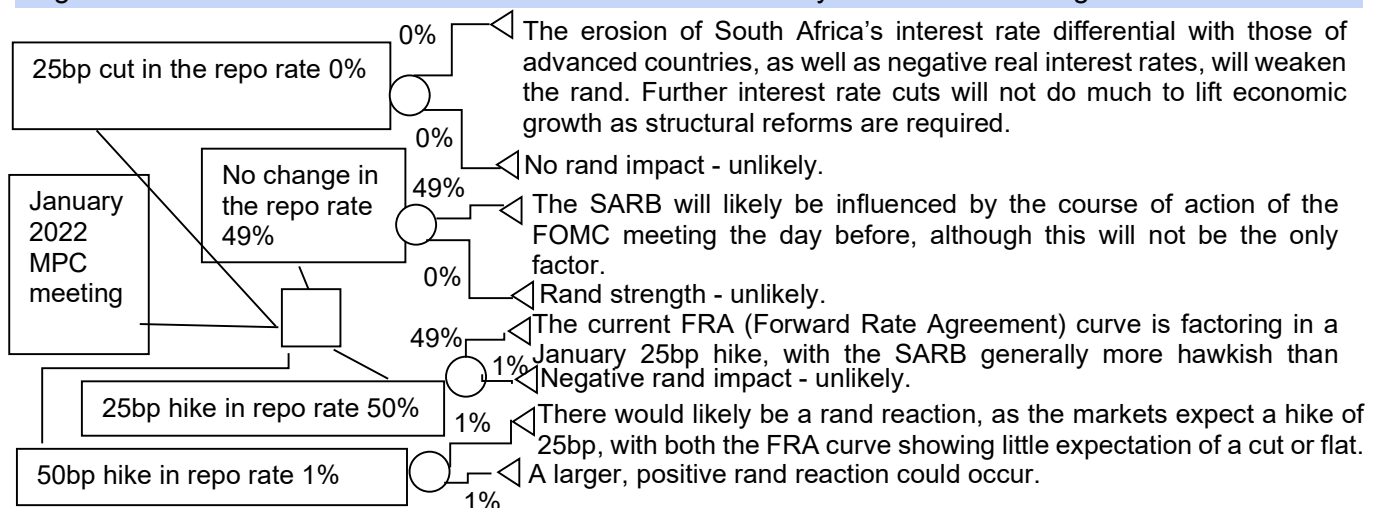 0%
25bp cut in the repo rate 0%
The erosion of South Africa's interest rate differential with those of
advanced countries, as well as negative real interest rates, will weaken
the rand. Further interest rate cuts will not do much to lift economic
growth as structural reforms are required.
0%
No rand impact - unlikely.
January
2022
MPC
meeting
No change in
the repo rate
49%
49%
The SARB will likely be influenced by the course of action of the
FOMC meeting the day before, although this will not be the only
factor.
0%
Rand strength - unlikely.
49%
The current FRA (Forward Rate Agreement) curve is factoring in a
January 25bp hike, with the SARB generally more hawkish than
1%
Negative rand impact - unlikely.
25bp hike in repo rate 50%
1%
There would likely be a rand reaction, as the markets expect a hike of
25bp, with both the FRA curve showing little expectation of a cut or flat.
50bp hike in repo rate 1%
A larger, positive rand reaction could occur.
1%